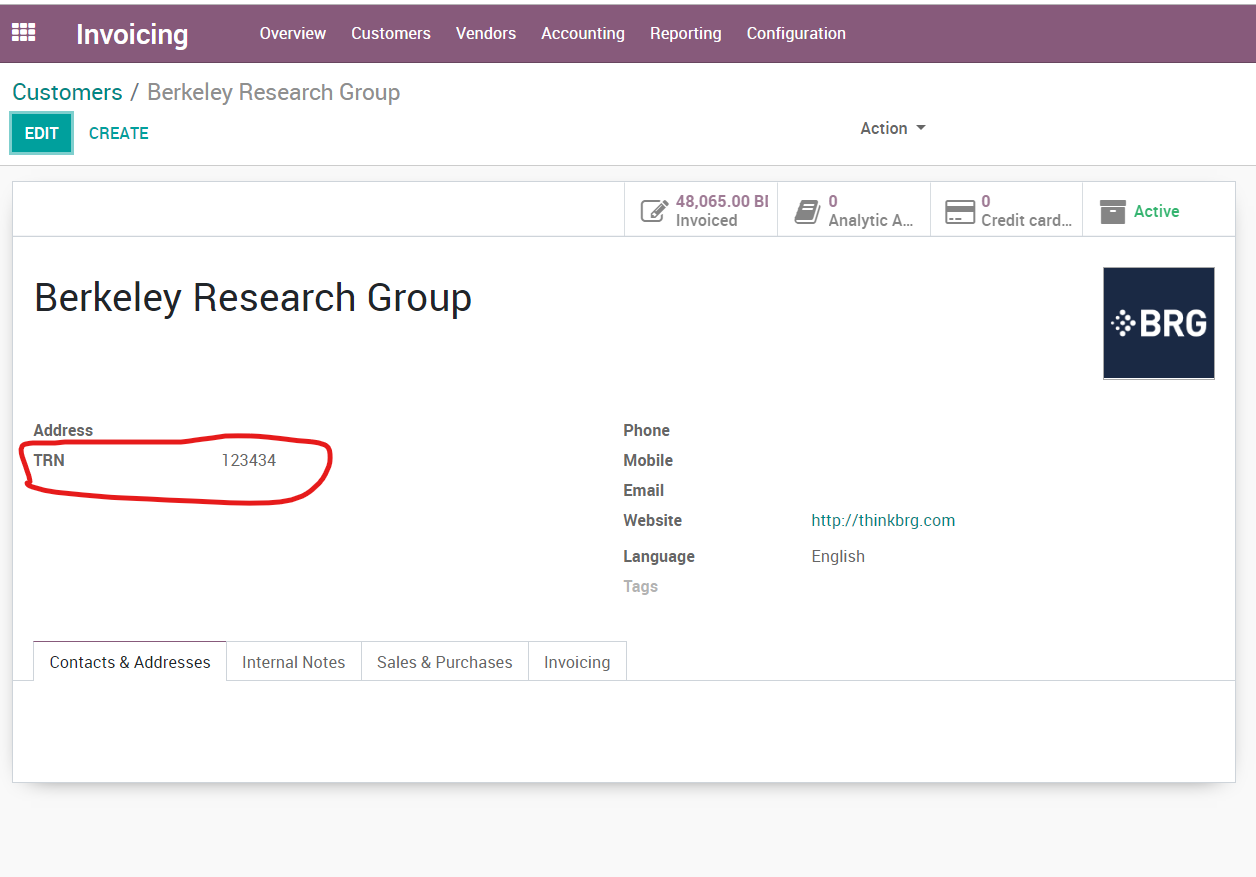 Invoicing Overview Customers Vendors Accounting Reporting Configuration
Customers / Berkeley Research Group
EDIT CREATE Action
48,065.00 BI 0 0 Active
Invoiced Analytic A... Credit card...
Berkeley Research Group
BRG
Address
TRN 123434
Phone
Mobile
Email
Website http://thinkbrg.com
Language English
Tags
Contacts & Addresses Internal Notes Sales & Purchases Invoicing